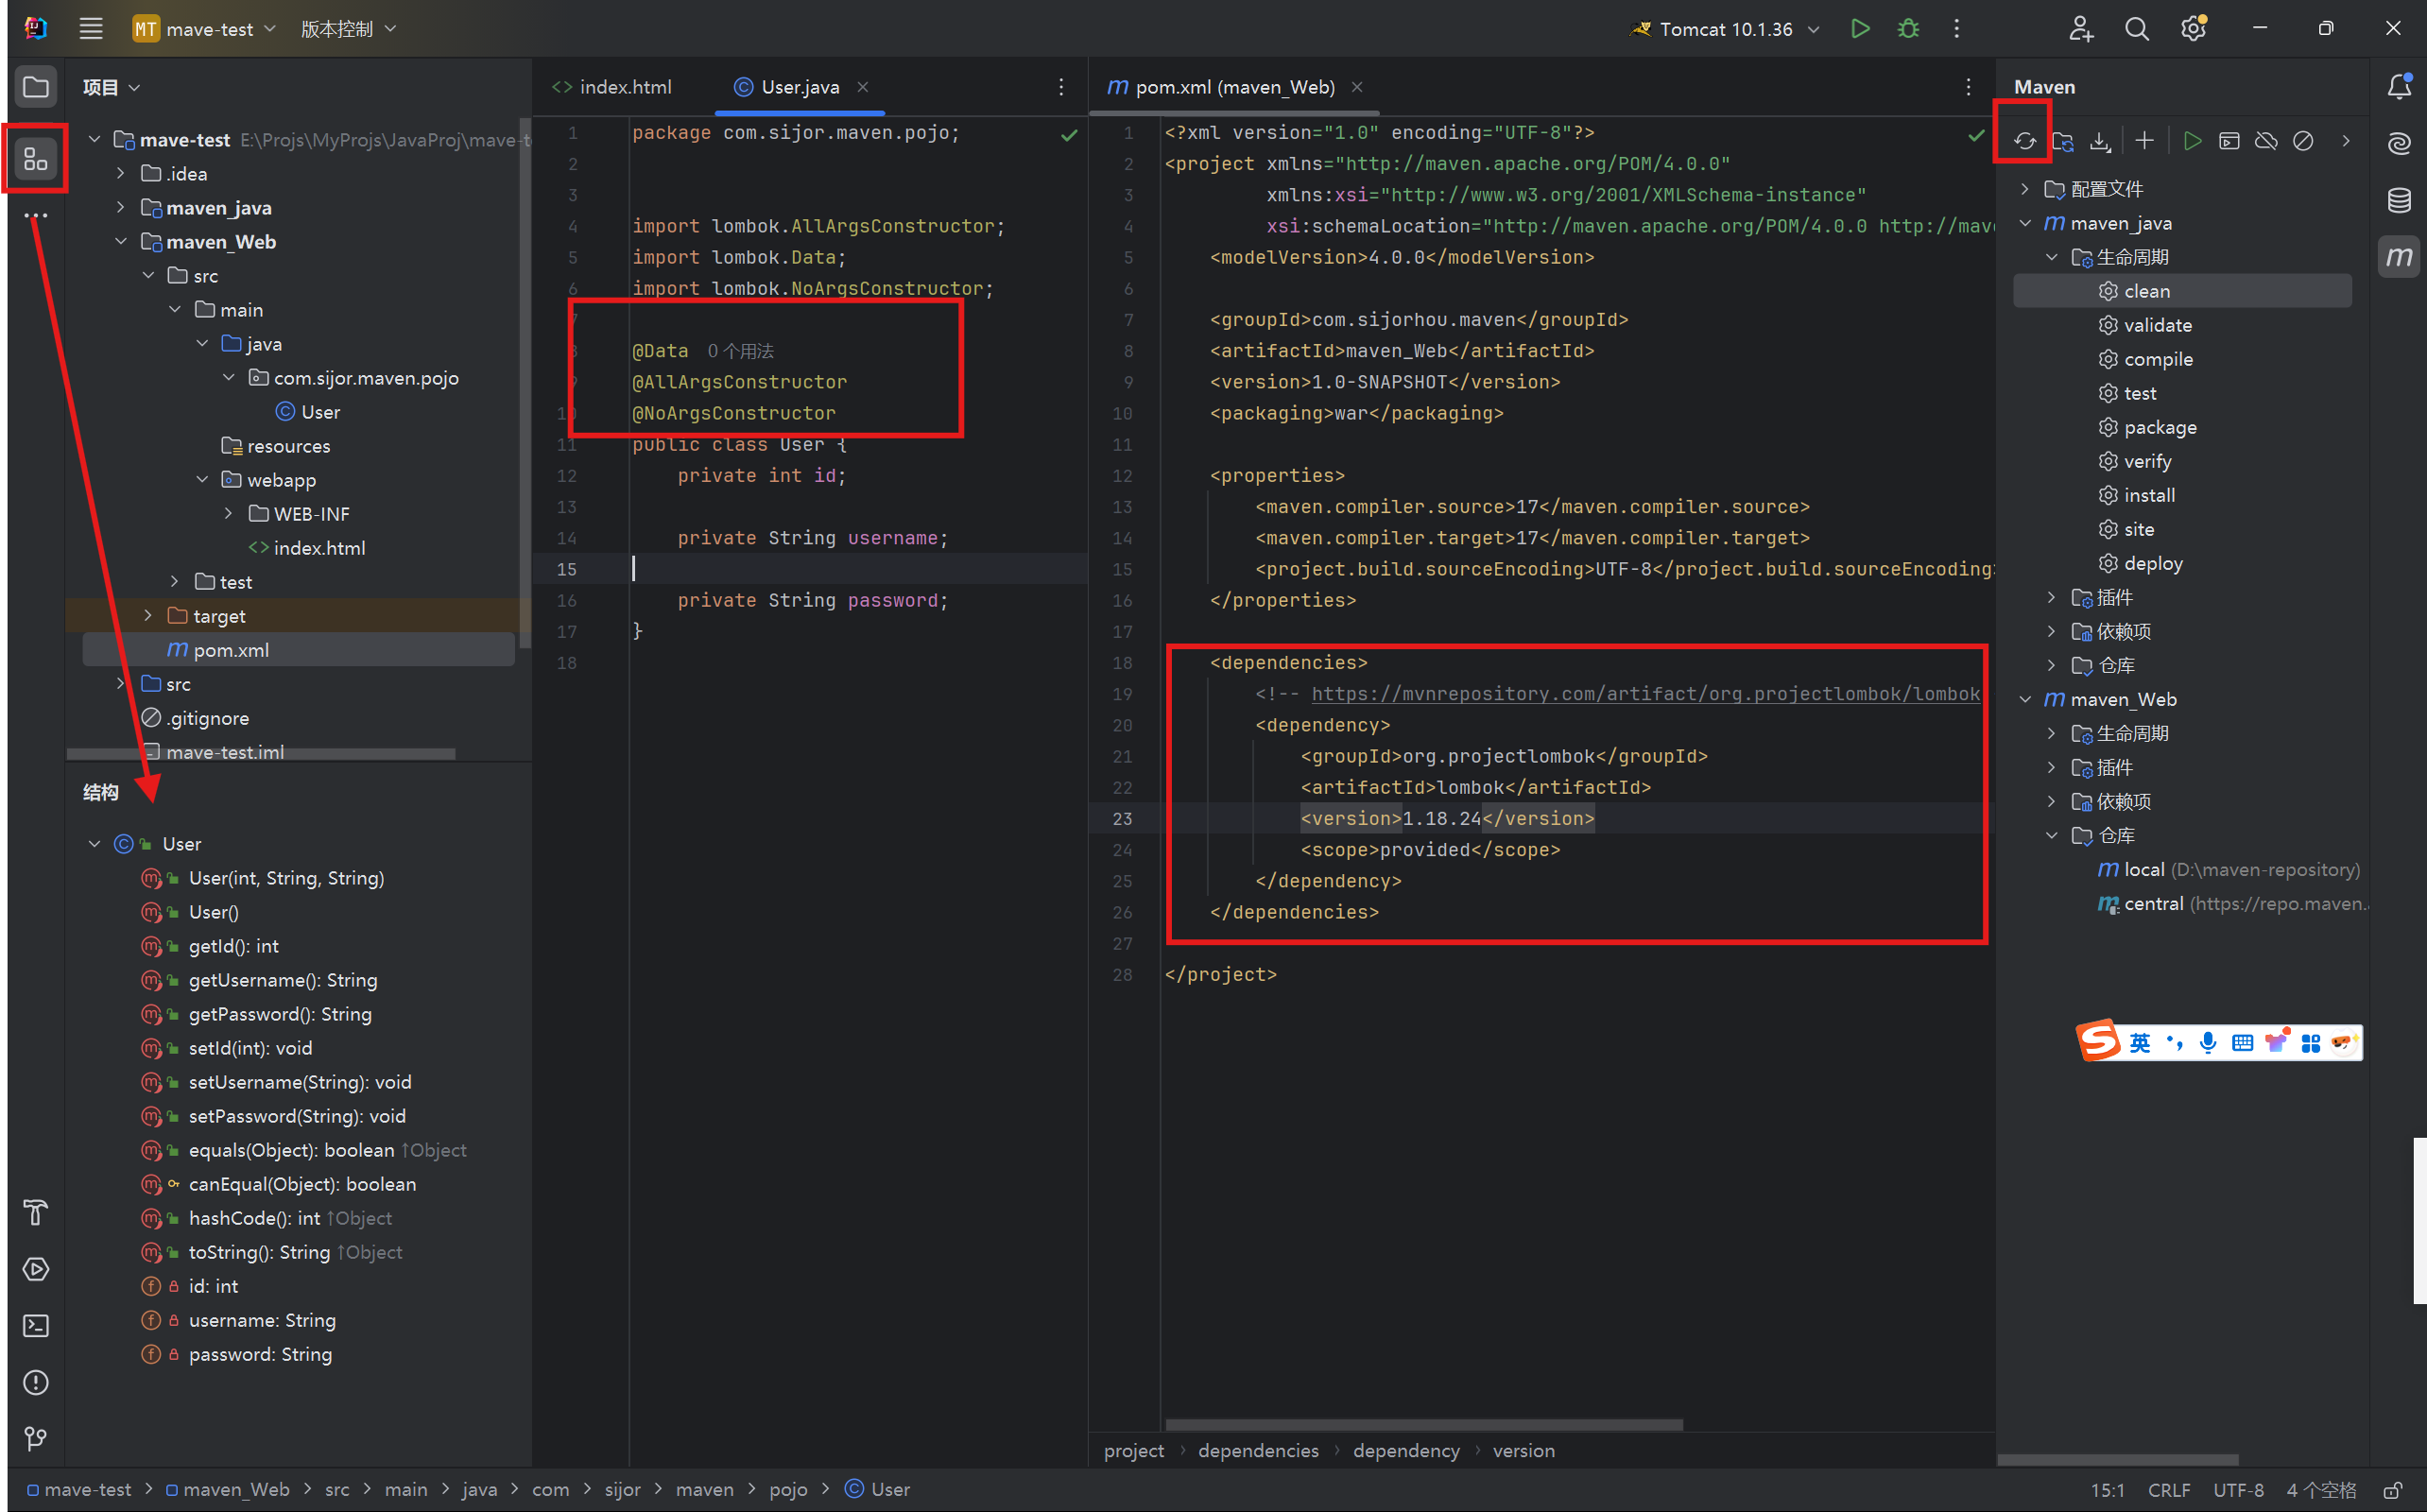 MT mave-test 版本控制 Tomcat 10.1.36
项目
mave-test E:\Projs\MyProjs\JavaProj\mave-t
.idea
maven_java
maven_Web
src
main
java
com.sijor.maven.pojo
User
resources
webapp
WEB-INF
index.html
test
target
pom.xml
src
.gitignore
mave-test.iml
结构
User
User(int, String, String)
User()
getId(): int
getUsername(): String
getPassword(): String
setId(int): void
setUsername(String): void
setPassword(String): void
equals(Object): boolean ↑Object
canEqual(Object): boolean
hashCode(): int ↑Object
toString(): String ↑Object
id: int
username: String
password: String
index.html User.java
1 package com.sijor.maven.pojo;
2
3
4 import lombok.AllArgsConstructor;
5 import lombok.Data;
6 import lombok.NoArgsConstructor;
7
8 @Data 0 个用法
9 @AllArgsConstructor
10 @NoArgsConstructor
11 public class User {
12 private int id;
13
14 private String username;
15
16 private String password;
17 }
18
pom.xml (maven_Web)
1 <?xml version="1.0" encoding="UTF-8"?>
2 <project xmlns="http://maven.apache.org/POM/4.0.0"
3 xmlns:xsi="http://www.w3.org/2001/XMLSchema-instance"
4 xsi:schemaLocation="http://maven.apache.org/POM/4.0.0 http://mav
5 <modelVersion>4.0.0</modelVersion>
6
7 <groupId>com.sijorhou.maven</groupId>
8 <artifactId>maven_Web</artifactId>
9 <version>1.0-SNAPSHOT</version>
10 <packaging>war</packaging>
11
12 <properties>
13 <maven.compiler.source>17</maven.compiler.source>
14 <maven.compiler.target>17</maven.compiler.target>
15 <project.build.sourceEncoding>UTF-8</project.build.sourceEncoding>
16 </properties>
17
18 <dependencies>
19 <!-- https://mvnrepository.com/artifact/org.projectlombok/lombok
20 <dependency>
21 <groupId>org.projectlombok</groupId>
22 <artifactId>lombok</artifactId>
23 <version>1.18.24</version>
24 <scope>provided</scope>
25 </dependency>
26 </dependencies>
27
28 </project>
project › dependencies › dependency › version
Maven
配置文件
maven_java
生命周期
clean
validate
compile
test
package
verify
install
site
deploy
插件
依赖项
仓库
maven_Web
生命周期
插件
依赖项
仓库
local (D:\maven-repository)
central (https://repo.maven.
S 英
mave-test > maven_Web > src > main > java > com > sijor > maven > pojo > User
15:1 CRLF UTF-8 4 个空格